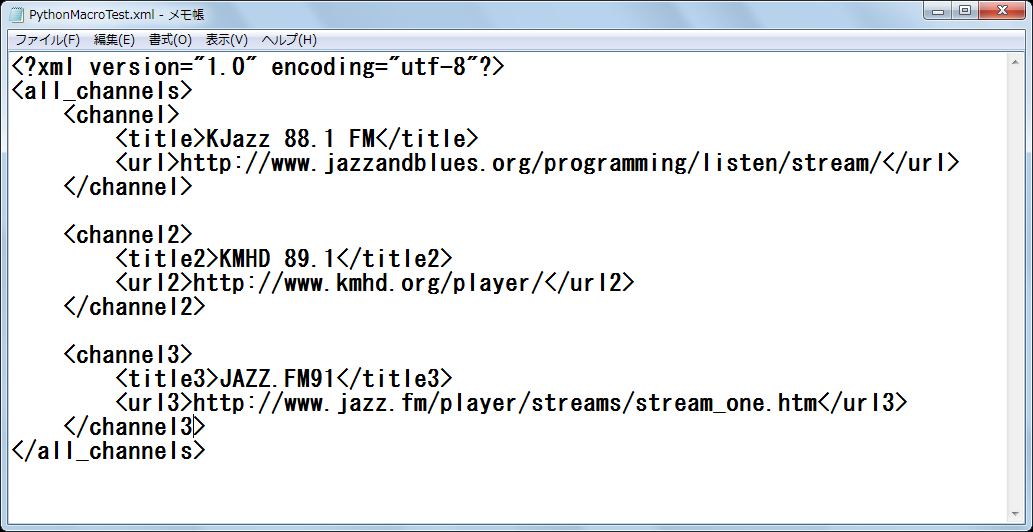 PythonMacroTest.xml - メモ帳
ファイル(F) 編集(E) 書式(O) 表示(V) ヘルプ(H)
<?xml version="1.0" encoding="utf-8"?>
<all_channels>
    <channel>
        <title>KJazz 88.1 FM</title>
        <url>http://www.jazzandblues.org/programming/listen/stream/</url>
    </channel>

    <channel2>
        <title2>KMHD 89.1</title2>
        <url2>http://www.kmhd.org/player/</url2>
    </channel2>

    <channel3>
        <title3>JAZZ.FM91</title3>
        <url3>http://www.jazz.fm/player/streams/stream_one.htm</url3>
    </channel3>
</all_channels>